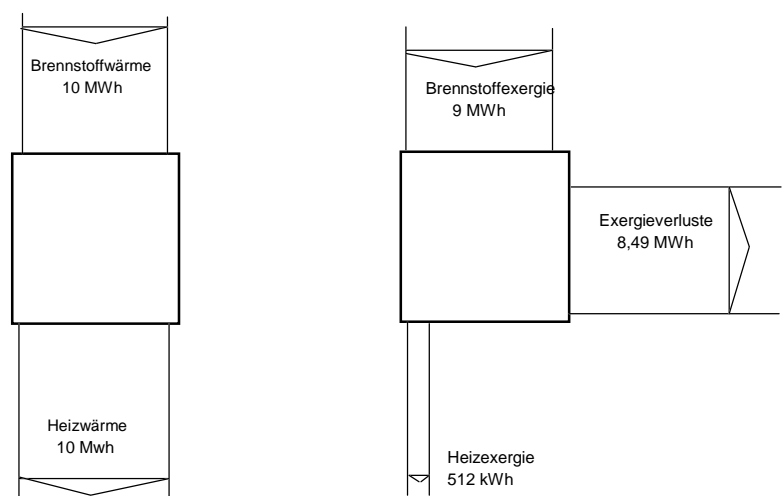 Brennstoffwärme
10 MWh
Brennstoffexergie
9 MWh
Exergieverluste
8,49 MWh
Heizwärme
10 Mwh
Heizexergie
512 kWh